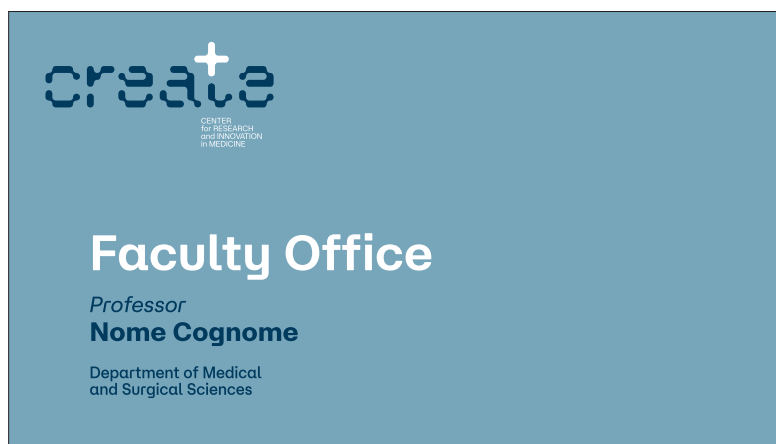 create
CENTER
for RESEARCH
and INNOVATION
in MEDICINE
Faculty Office
Professor
Nome Cognome
Department of Medical
and Surgical Sciences